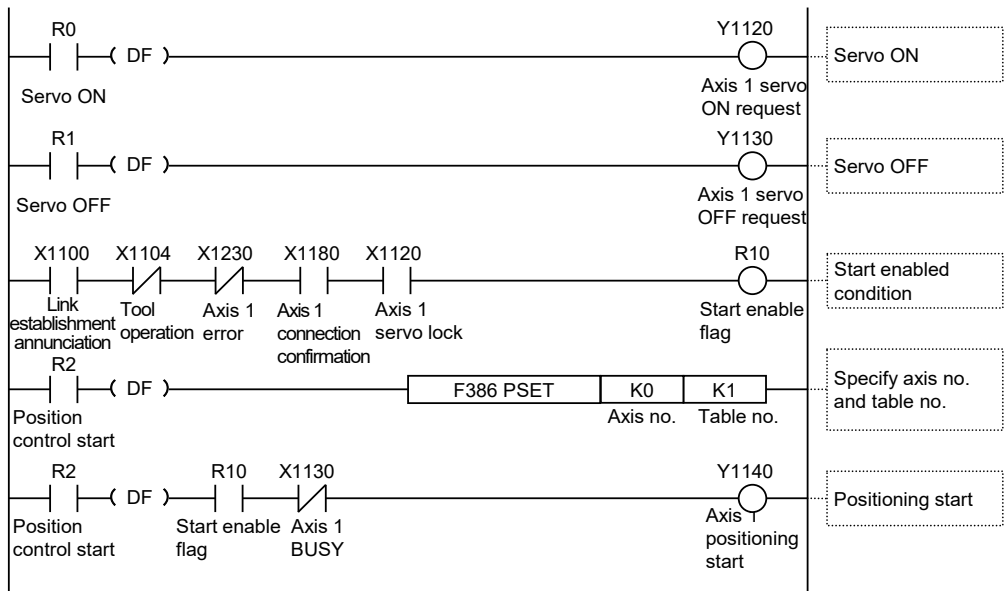 R0
Y1120
( DF )
Servo ON
Servo ON
Axis 1 servo
ON request
R1
Y1130
( DF )
Servo OFF
Servo OFF
Axis 1 servo
OFF request
X1100 X1104 X1230 X1180 X1120 R10
Start enabled
condition
Link
establishment
annunciation
Tool
operation
Axis 1
error
Axis 1
connection
confirmation
Axis 1
servo lock
Start enable
flag
R2
( DF )
F386 PSET K0 K1
Specify axis no.
and table no.
Position
control start
Axis no. Table no.
R2 R10 X1130 Y1140
( DF )
Positioning start
Position
control start
Start enable
flag
Axis 1
BUSY
Axis 1
positioning
start